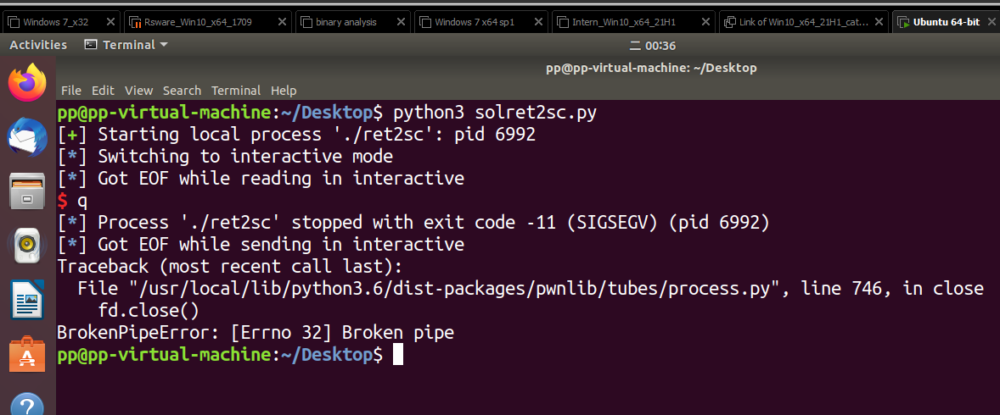 Windows 7_x32
Rsware_Win10_x64_1709
binary analysis
Windows 7 x64 sp1
Intern_Win10_x64_21H1
Link of Win10_x64_21H1_cat...
Ubuntu 64-bit
Activities
Terminal
二 00:36
pp@pp-virtual-machine: ~/Desktop
File Edit View Search Terminal Help
pp@pp-virtual-machine:~/Desktop$ python3 solret2sc.py
[+] Starting local process './ret2sc': pid 6992
[*] Switching to interactive mode
[*] Got EOF while reading in interactive
$ q
[*] Process './ret2sc' stopped with exit code -11 (SIGSEGV) (pid 6992)
[*] Got EOF while sending in interactive
Traceback (most recent call last):
  File "/usr/local/lib/python3.6/dist-packages/pwnlib/tubes/process.py", line 746, in close
    fd.close()
BrokenPipeError: [Errno 32] Broken pipe
pp@pp-virtual-machine:~/Desktop$